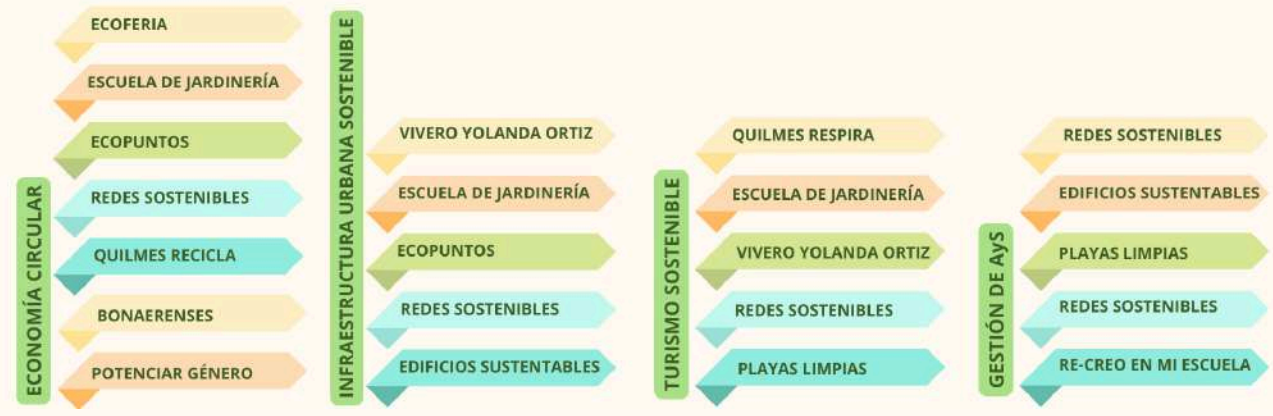 ECONOMÍA CIRCULAR
ECOFERIA
ESCUELA DE JARDINERÍA
ECOPUNTOS
REDES SOSTENIBLES
QUILMES RECICLA
BONAERENSES
POTENCIAR GÉNERO
INFRAESTRUCTURA URBANA SOSTENIBLE
VIVERO YOLANDA ORTIZ
ESCUELA DE JARDINERÍA
ECOPUNTOS
REDES SOSTENIBLES
EDIFICIOS SUSTENTABLES
TURISMO SOSTENIBLE
QUILMES RESPIRA
ESCUELA DE JARDINERÍA
VIVERO YOLANDA ORTIZ
REDES SOSTENIBLES
PLAYAS LIMPIAS
GESTIÓN DE AyS
REDES SOSTENIBLES
EDIFICIOS SUSTENTABLES
PLAYAS LIMPIAS
REDES SOSTENIBLES
RE-CREO EN MI ESCUELA